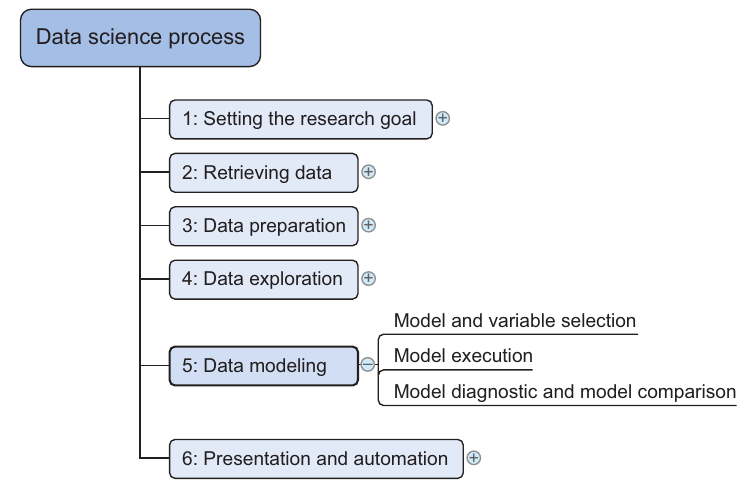 Data science process
1: Setting the research goal
2: Retrieving data
3: Data preparation
4: Data exploration
5: Data modeling
Model and variable selection
Model execution
Model diagnostic and model comparison
6: Presentation and automation